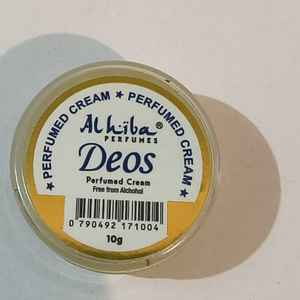 ★ PERFUMED CREAM ★ PERFUMED CREAM ★
Alhiba®
PERFUMES
Deos
Perfumed Cream
Free from Alchohol
0 790492 171004
10g